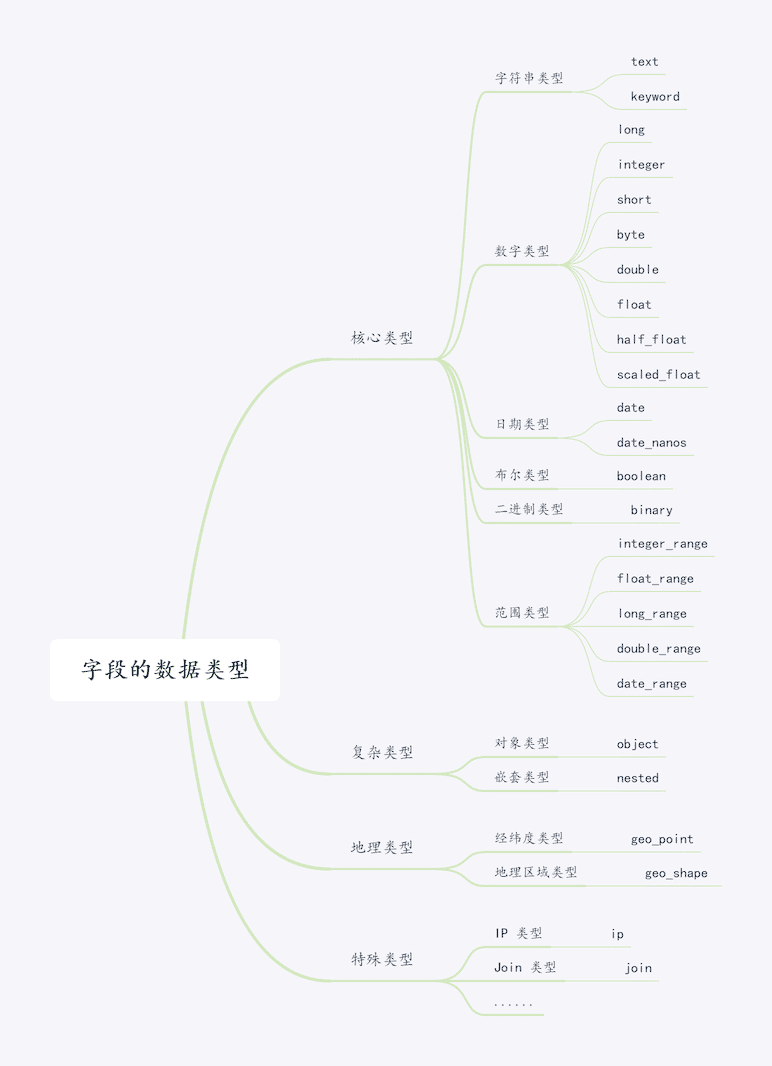 字段的数据类型
核心类型
字符串类型
text
keyword
数字类型
long
integer
short
byte
double
float
half_float
scaled_float
日期类型
date
date_nanos
布尔类型
boolean
二进制类型
binary
范围类型
integer_range
float_range
long_range
double_range
date_range
复杂类型
对象类型
object
嵌套类型
nested
地理类型
经纬度类型
geo_point
地理区域类型
geo_shape
特殊类型
IP 类型
ip
Join 类型
join
......